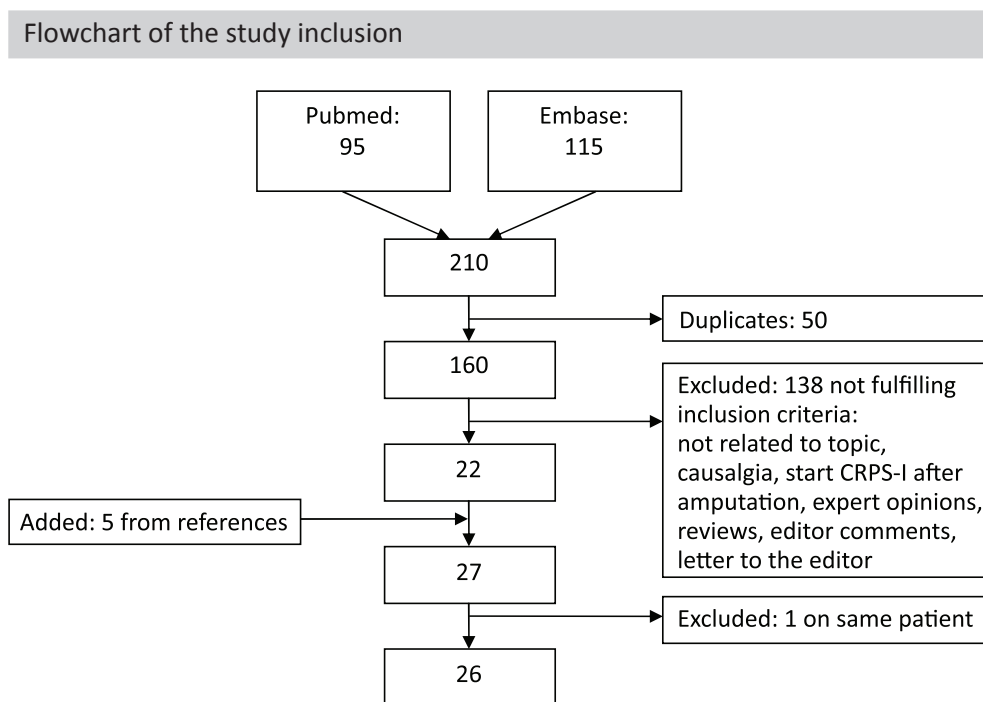 Flowchart of the study inclusion
Pubmed:
95
Embase:
115
210
Duplicates: 50
160
Excluded: 138 not fulfilling
inclusion criteria:
not related to topic,
causalgia, start CRPS-I after
amputation, expert opinions,
reviews, editor comments,
letter to the editor
22
Added: 5 from references
27
Excluded: 1 on same patient
26